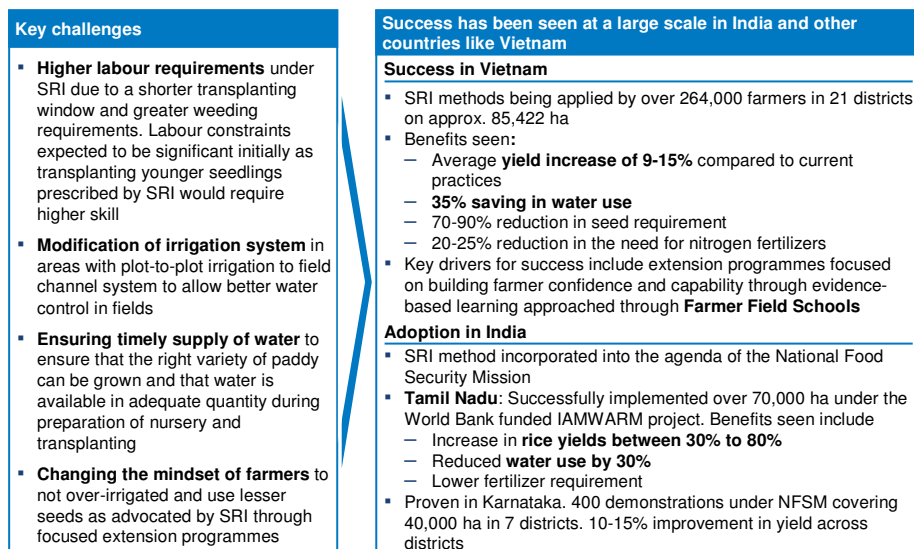 Key challenges
▪ Higher labour requirements under
SRI due to a shorter transplanting
window and greater weeding
requirements. Labour constraints
expected to be significant initially as
transplanting younger seedlings
prescribed by SRI would require
higher skill
▪ Modification of irrigation system in
areas with plot-to-plot irrigation to field
channel system to allow better water
control in fields
▪ Ensuring timely supply of water to
ensure that the right variety of paddy
can be grown and that water is
available in adequate quantity during
preparation of nursery and
transplanting
▪ Changing the mindset of farmers to
not over-irrigated and use lesser
seeds as advocated by SRI through
focused extension programmes
Success has been seen at a large scale in India and other
countries like Vietnam
Success in Vietnam
▪ SRI methods being applied by over 264,000 farmers in 21 districts
on approx. 85,422 ha
▪ Benefits seen:
– Average yield increase of 9-15% compared to current
practices
– 35% saving in water use
– 70-90% reduction in seed requirement
– 20-25% reduction in the need for nitrogen fertilizers
▪ Key drivers for success include extension programmes focused
on building farmer confidence and capability through evidence-
based learning approached through Farmer Field Schools
Adoption in India
▪ SRI method incorporated into the agenda of the National Food
Security Mission
▪ Tamil Nadu: Successfully implemented over 70,000 ha under the
World Bank funded IAMWARM project. Benefits seen include
– Increase in rice yields between 30% to 80%
– Reduced water use by 30%
– Lower fertilizer requirement
▪ Proven in Karnataka. 400 demonstrations under NFSM covering
40,000 ha in 7 districts. 10-15% improvement in yield across
districts